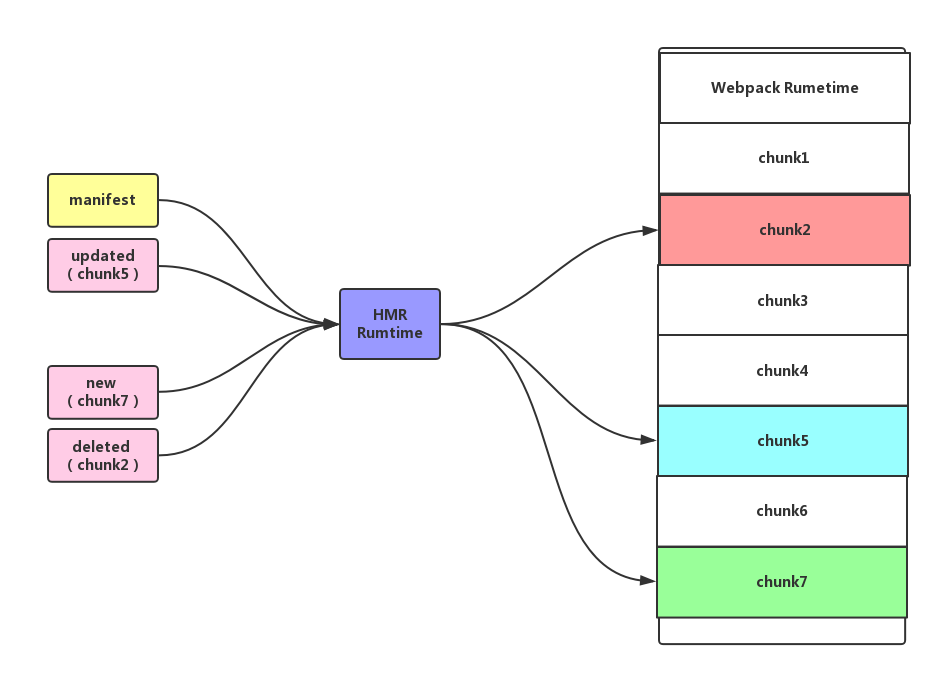 manifest
updated
( chunk5 )
new
( chunk7 )
deleted
( chunk2 )
HMR
Rumtime
Webpack Rumetime
chunk1
chunk2
chunk3
chunk4
chunk5
chunk6
chunk7